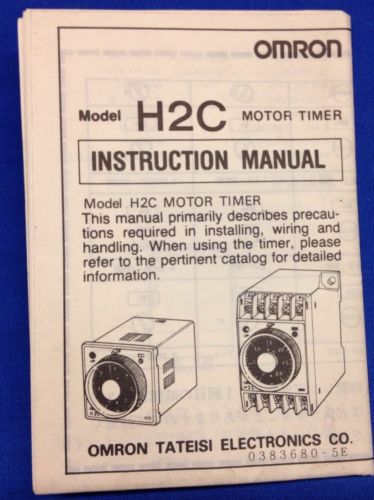 OMRON
Model H2C MOTOR TIMER
INSTRUCTION MANUAL
Model H2C MOTOR TIMER
This manual primarily describes precau-
tions required in installing, wiring and
handling. When using the timer, please
refer to the pertinent catalog for detailed
information.
OMRON TATEISI ELECTRONICS CO.
0383680-5E